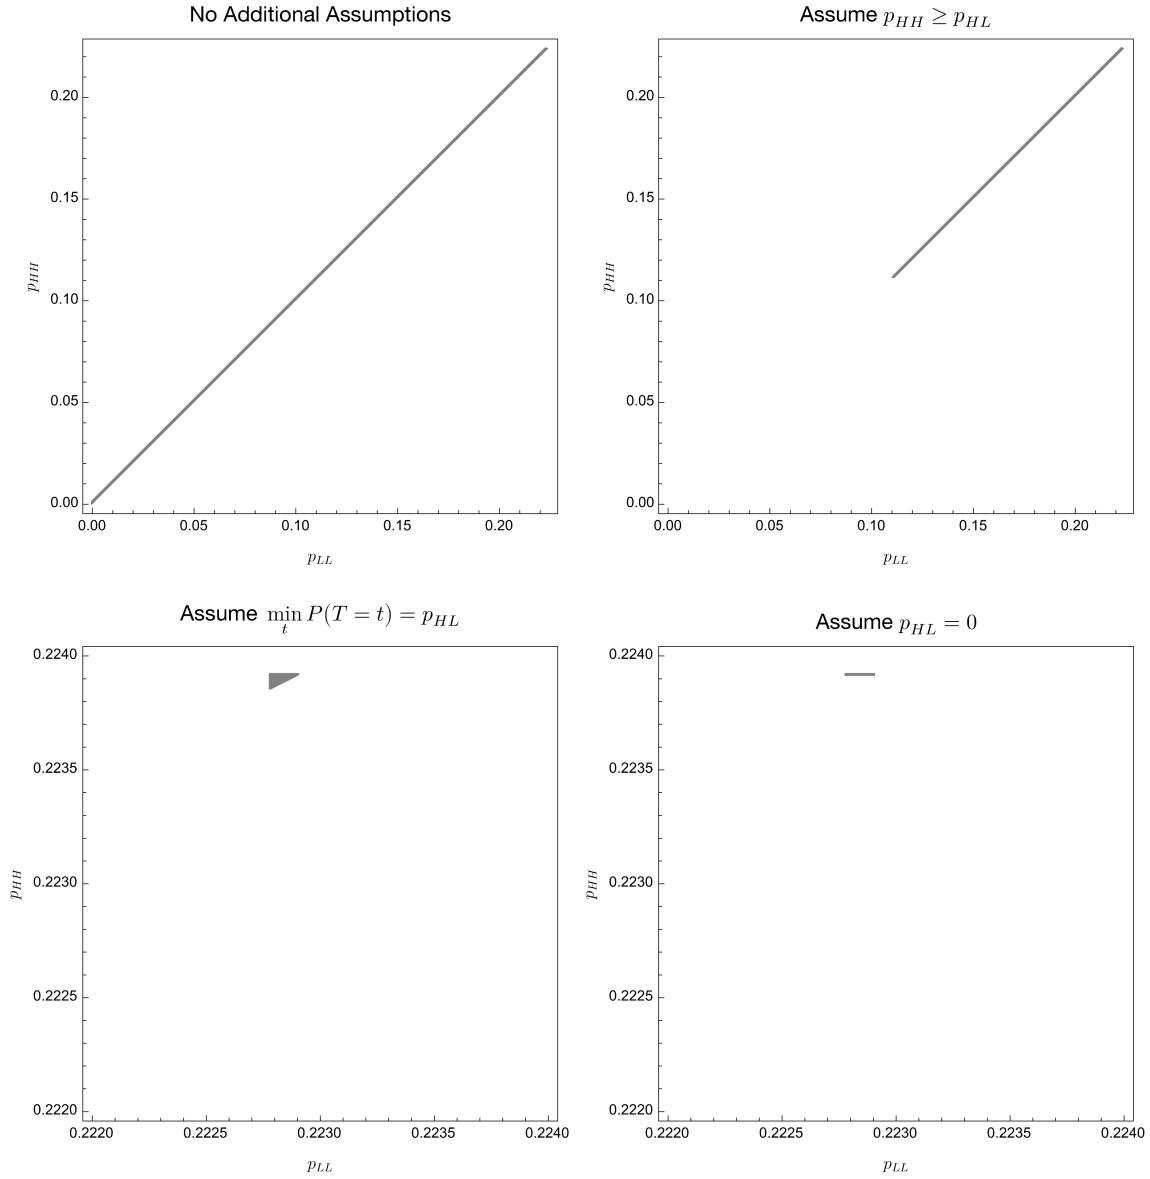 No Additional Assumptions
0.20
0.15
0.10
0.05
0.00
p_{HH}
0.00 0.05 0.10 0.15 0.20
p_{LL}
Assume p_{HH} ≥ p_{HL}
0.20
0.15
0.10
0.05
0.00
p_{HH}
0.00 0.05 0.10 0.15 0.20
p_{LL}
Assume min_t P(T = t) = p_{HL}
0.2240
0.2235
0.2230
0.2225
0.2220
p_{HH}
0.2220 0.2225 0.2230 0.2235 0.2240
p_{LL}
Assume p_{HL} = 0
0.2240
0.2235
0.2230
0.2225
0.2220
p_{HH}
0.2220 0.2225 0.2230 0.2235 0.2240
p_{LL}